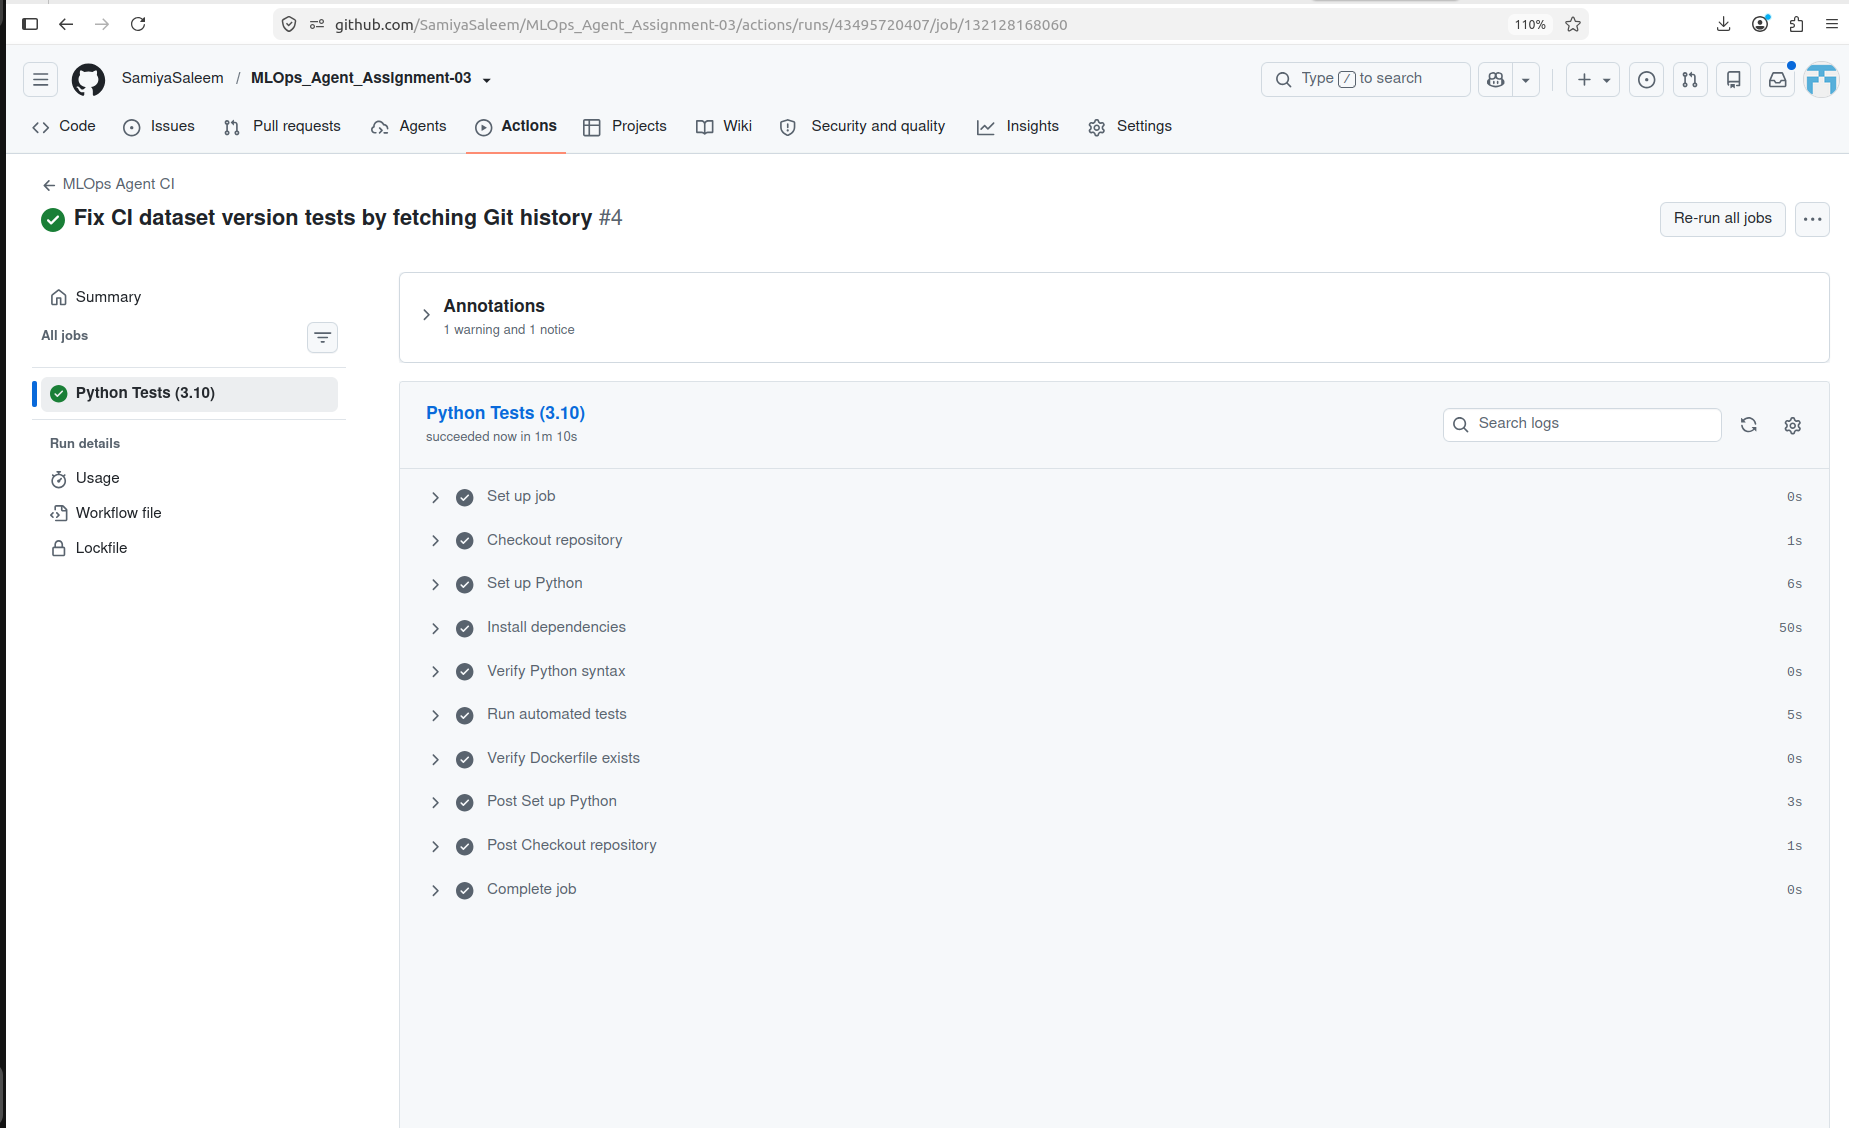 github.com/SamiyaSaleem/MLOps_Agent_Assignment-03/actions/runs/43495720407/job/132128168060
110%
SamiyaSaleem / MLOps_Agent_Assignment-03
Type / to search
Code
Issues
Pull requests
Agents
Actions
Projects
Wiki
Security and quality
Insights
Settings
MLOps Agent CI
Fix CI dataset version tests by fetching Git history #4
Re-run all jobs
Summary
All jobs
Python Tests (3.10)
Run details
Usage
Workflow file
Lockfile
Annotations
1 warning and 1 notice
Python Tests (3.10)
succeeded now in 1m 10s
Search logs
Set up job 0s
Checkout repository 1s
Set up Python 6s
Install dependencies 50s
Verify Python syntax 0s
Run automated tests 5s
Verify Dockerfile exists 0s
Post Set up Python 3s
Post Checkout repository 1s
Complete job 0s